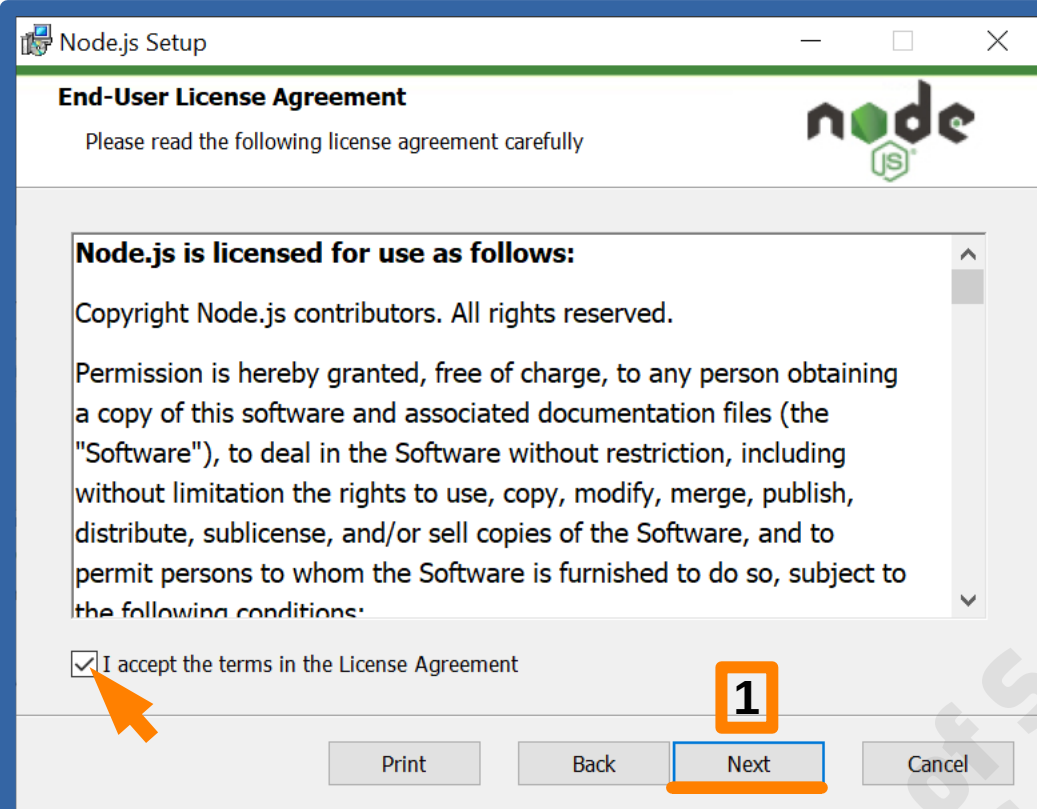 Node.js Setup
End-User License Agreement
Please read the following license agreement carefully
node
JS
Node.js is licensed for use as follows:
Copyright Node.js contributors. All rights reserved.
Permission is hereby granted, free of charge, to any person obtaining
a copy of this software and associated documentation files (the
"Software"), to deal in the Software without restriction, including
without limitation the rights to use, copy, modify, merge, publish,
distribute, sublicense, and/or sell copies of the Software, and to
permit persons to whom the Software is furnished to do so, subject to
the following conditions:
I accept the terms in the License Agreement
1
Print
Back
Next
Cancel